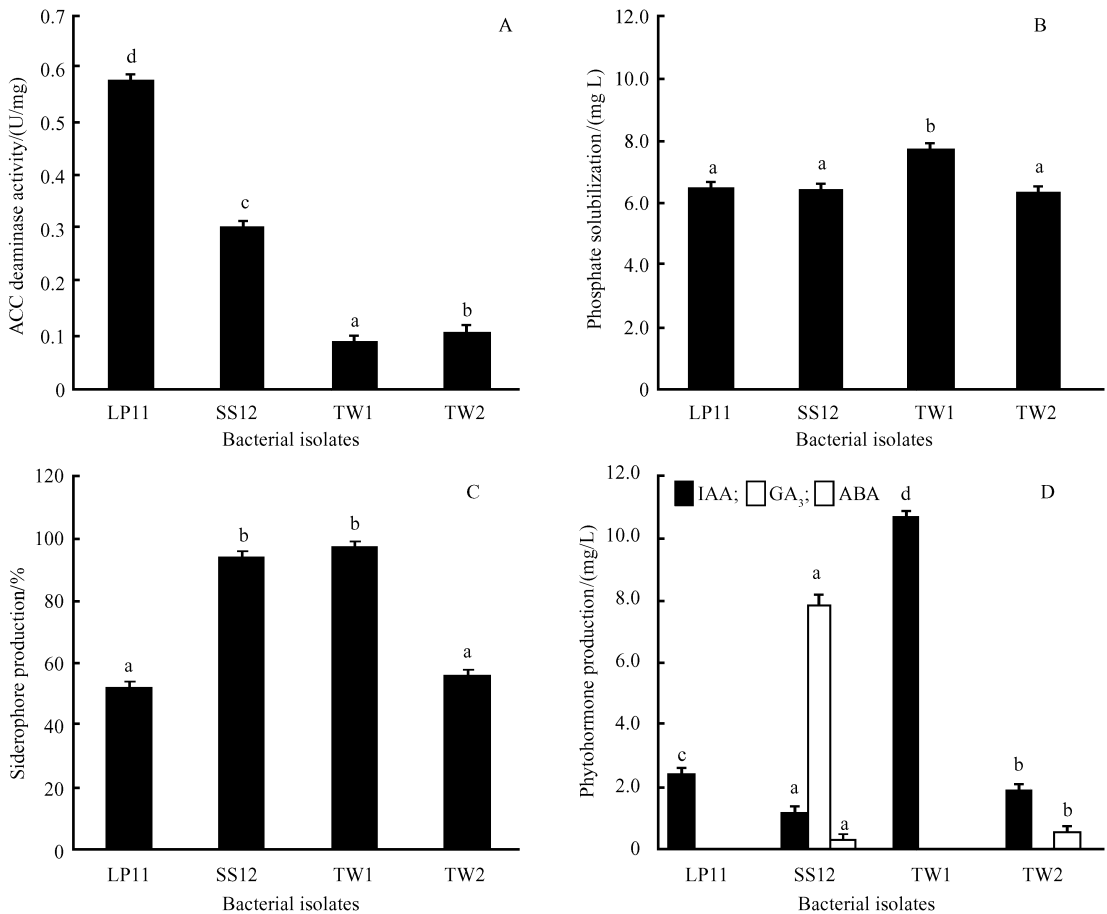 A
ACC deaminase activity/(U/mg)
0.7
0.6
0.5
0.4
0.3
0.2
0.1
0
d
c
a
b
LP11 SS12 TW1 TW2
Bacterial isolates
B
Phosphate solubilization/(mg L)
12.0
10.0
8.0
6.0
4.0
2.0
0
a
a
b
a
LP11 SS12 TW1 TW2
Bacterial isolates
C
Siderophore production/%
120
100
80
60
40
20
0
a
b
b
a
LP11 SS12 TW1 TW2
Bacterial isolates
D
IAA; GA3; ABA
Phytohormone production/(mg/L)
12.0
10.0
8.0
6.0
4.0
2.0
0
c
a
a
a
d
b
b
LP11 SS12 TW1 TW2
Bacterial isolates